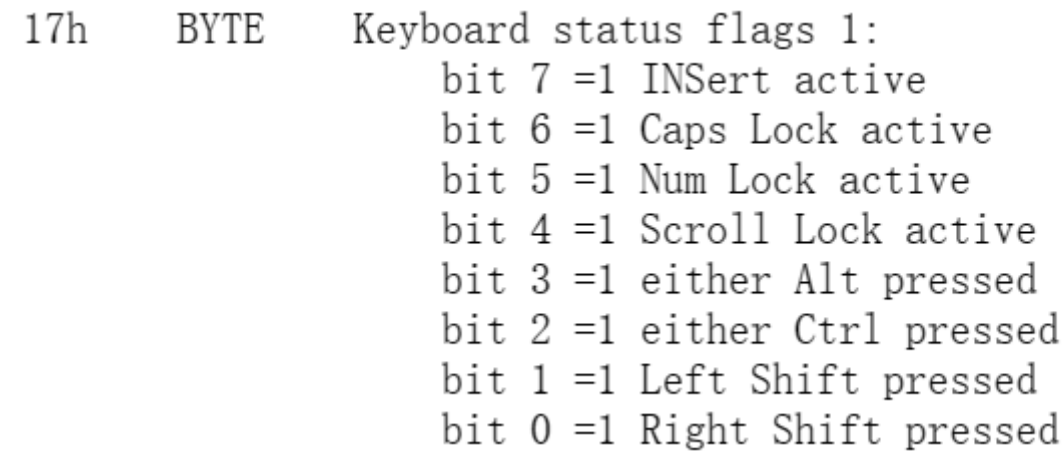 17h BYTE Keyboard status flags 1:
bit 7 =1 INSert active
bit 6 =1 Caps Lock active
bit 5 =1 Num Lock active
bit 4 =1 Scroll Lock active
bit 3 =1 either Alt pressed
bit 2 =1 either Ctrl pressed
bit 1 =1 Left Shift pressed
bit 0 =1 Right Shift pressed